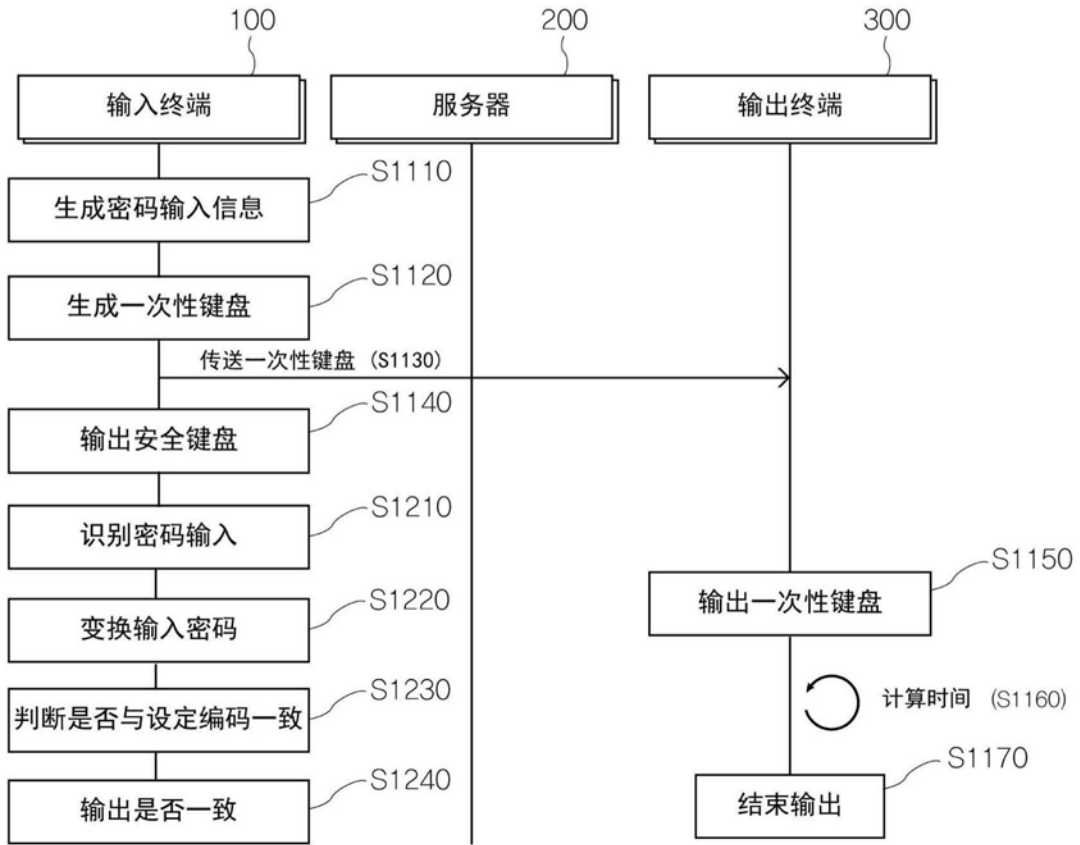 100
200
300
输入终端
服务器
输出终端
S1110
生成密码输入信息
S1120
生成一次性键盘
传送一次性键盘 (S1130)
S1140
输出安全键盘
S1210
识别密码输入
S1150
输出一次性键盘
S1220
变换输入密码
S1230
判断是否与设定编码一致
计算时间 (S1160)
S1170
结束输出
S1240
输出是否一致